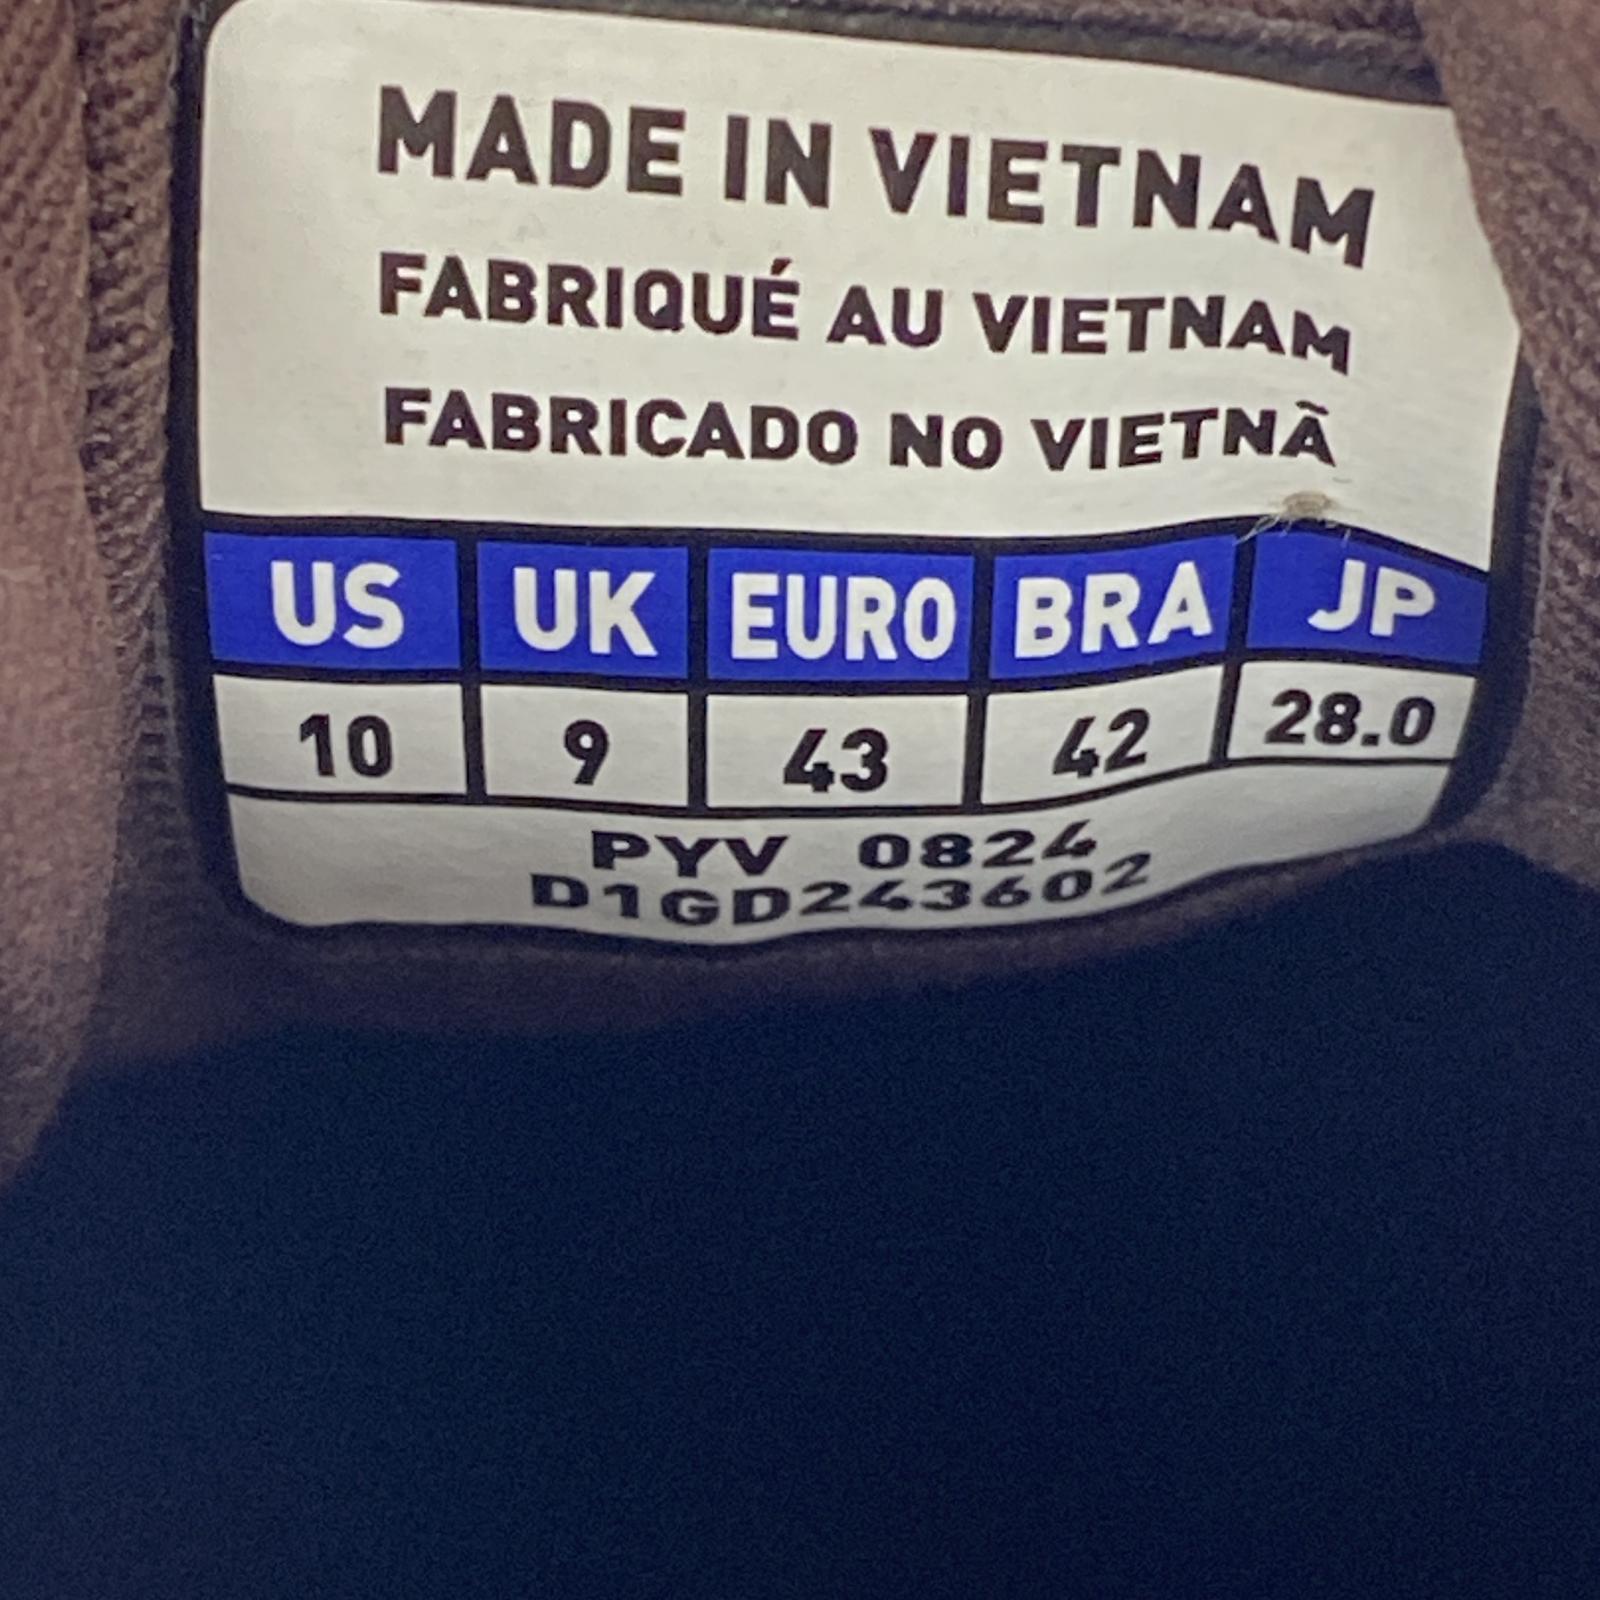 MADE IN VIETNAM
FABRIQUÉ AU VIETNAM
FABRICADO NO VIETNÃ
US UK EURO BRA JP
10 9 43 42 28.0
PYV 0824
D1GD243602